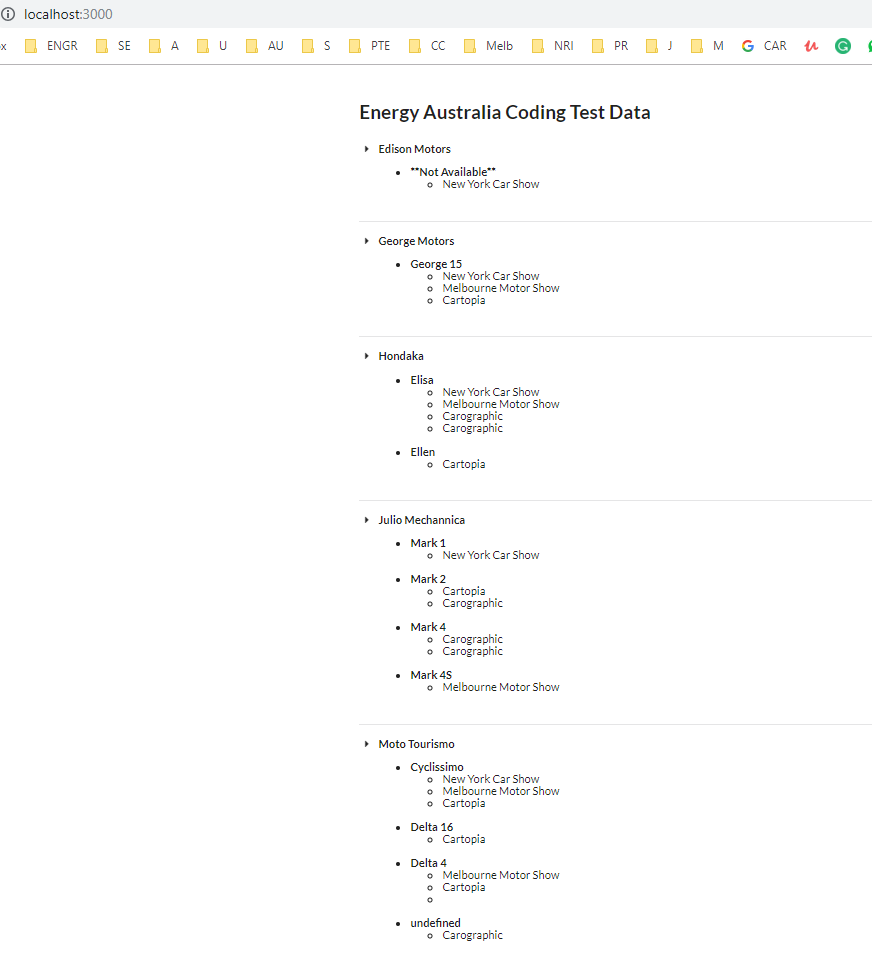 localhost:3000
x ENGR SE A U AU S PTE CC Melb NRI PR J M CAR
Energy Australia Coding Test Data
Edison Motors
**Not Available**
New York Car Show
George Motors
George 15
New York Car Show
Melbourne Motor Show
Cartopia
Hondaka
Elisa
New York Car Show
Melbourne Motor Show
Carographic
Carographic
Ellen
Cartopia
Julio Mechannica
Mark 1
New York Car Show
Mark 2
Cartopia
Carographic
Mark 4
Carographic
Carographic
Mark 4S
Melbourne Motor Show
Moto Tourismo
Cyclissimo
New York Car Show
Melbourne Motor Show
Cartopia
Delta 16
Cartopia
Delta 4
Melbourne Motor Show
Cartopia
undefined
Carographic